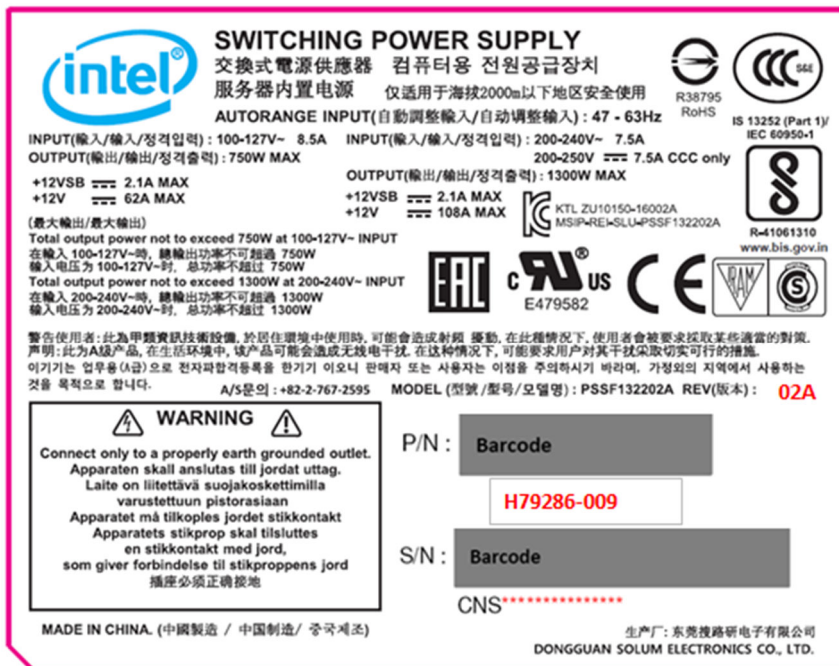 intel®
SWITCHING POWER SUPPLY
交換式電源供應器 컴퓨터용 전원공급장치
服务器内置电源 仅适用于海拔2000m以下地区安全使用
AUTORANGE INPUT(自動調整輸入/自动调整输入) : 47 - 63Hz
R38795
RoHS
S&E
IS 13252 (Part 1)/
IEC 60950-1
INPUT(輸入/输入/정격입력) : 100-127V~ 8.5A
OUTPUT(輸出/输出/정격출력) : 750W MAX
+12VSB 2.1A MAX
+12V 62A MAX
INPUT(輸入/输入/정격입력) : 200-240V~ 7.5A
200-250V 7.5A CCC only
OUTPUT(輸出/输出/정격출력) : 1300W MAX
+12VSB 2.1A MAX
+12V 108A MAX
KTL ZU10150-16002A
MSIP-REI-SLU-PSSF132202A
R-41061310
www.bis.gov.in
(最大輸出/最大输出)
Total output power not to exceed 750W at 100-127V~ INPUT
在輸入 100-127V~時, 總輸出功率不可超過 750W
输入电压为 100-127V~时, 总功率不超过 750W
Total output power not to exceed 1300W at 200-240V~ INPUT
在輸入 200-240V~時, 總輸出功率不可超過 1300W
输入电压为 200-240V~时, 总功率不超过 1300W
EAC
c RU® US
E479582
CE
IRAM
S
警告使用者: 此為甲類資訊技術設備, 於居住環境中使用時, 可能會造成射頻 擾動, 在此種情況下, 使用者會被要求採取某些適當的對策.
声明: 此为A级产品, 在生活环境中, 该产品可能会造成无线电干扰. 在这种情况下, 可能要求用户对其干扰采取切实可行的措施.
이기기는 업무용(A급)으로 전자파합격등록을 한기기 이오니 판매자 또는 사용자는 이점을 주의하시기 바라며, 가정외의 지역에서 사용하는
것을 목적으로 합니다.
A/S문의 : +82-2-767-2595
MODEL (型號/型号/모델명) : PSSF132202A REV(版本) : 02A
WARNING
Connect only to a properly earth grounded outlet.
Apparaten skall anslutas till jordat uttag.
Laite on liitettävä suojakoskettimilla
varustettuun pistorasiaan
Apparatet må tilkoples jordet stikkontakt
Apparatets stikprop skal tilsluttes
en stikkontakt med jord,
som giver forbindelse til stikproppens jord
插座必须正确接地
P/N : Barcode
H79286-009
S/N : Barcode
CNS***************
MADE IN CHINA. (中國製造 / 中国制造/ 중국제조)
生产厂: 东莞搜路研电子有限公司
DONGGUAN SOLUM ELECTRONICS CO., LTD.